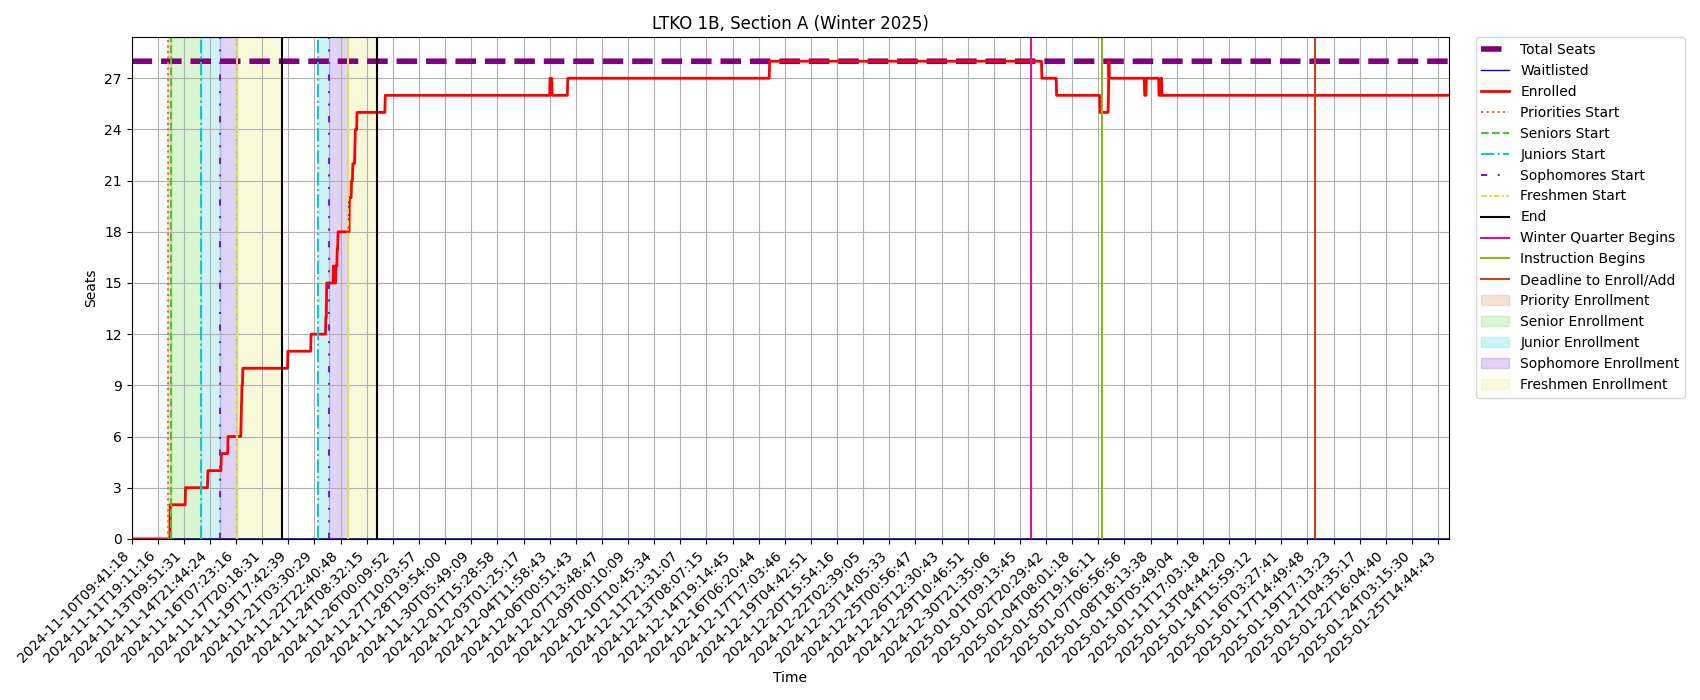 LTKO 1B, Section A (Winter 2025)
Seats
27
24
21
18
15
12
9
6
3
0
2024-11-10T09:41:18
2024-11-11T19:11:16
2024-11-13T09:51:31
2024-11-14T21:44:24
2024-11-16T07:23:16
2024-11-17T20:18:31
2024-11-19T17:42:39
2024-11-21T03:30:29
2024-11-22T22:40:48
2024-11-24T08:32:15
2024-11-26T00:09:52
2024-11-27T10:03:57
2024-11-28T19:54:00
2024-11-30T05:49:09
2024-12-01T15:28:58
2024-12-03T01:25:17
2024-12-04T11:58:43
2024-12-06T00:51:43
2024-12-07T13:48:47
2024-12-09T00:10:09
2024-12-10T10:45:34
2024-12-11T21:31:07
2024-12-13T08:07:15
2024-12-14T19:14:45
2024-12-16T06:20:44
2024-12-17T17:03:46
2024-12-19T04:42:51
2024-12-20T15:54:16
2024-12-22T02:39:05
2024-12-23T14:05:33
2024-12-25T00:56:47
2024-12-26T12:30:43
2024-12-29T10:46:51
2024-12-30T21:35:06
2025-01-01T09:13:45
2025-01-02T20:29:42
2025-01-04T08:01:18
2025-01-05T19:16:11
2025-01-07T06:56:56
2025-01-08T18:13:38
2025-01-10T05:49:04
2025-01-11T17:03:18
2025-01-13T04:44:20
2025-01-14T15:59:12
2025-01-16T03:27:41
2025-01-17T14:49:48
2025-01-19T17:13:23
2025-01-21T04:35:17
2025-01-22T16:04:40
2025-01-24T03:15:30
2025-01-25T14:44:43
Time
Total Seats
Waitlisted
Enrolled
Priorities Start
Seniors Start
Juniors Start
Sophomores Start
Freshmen Start
End
Winter Quarter Begins
Instruction Begins
Deadline to Enroll/Add
Priority Enrollment
Senior Enrollment
Junior Enrollment
Sophomore Enrollment
Freshmen Enrollment